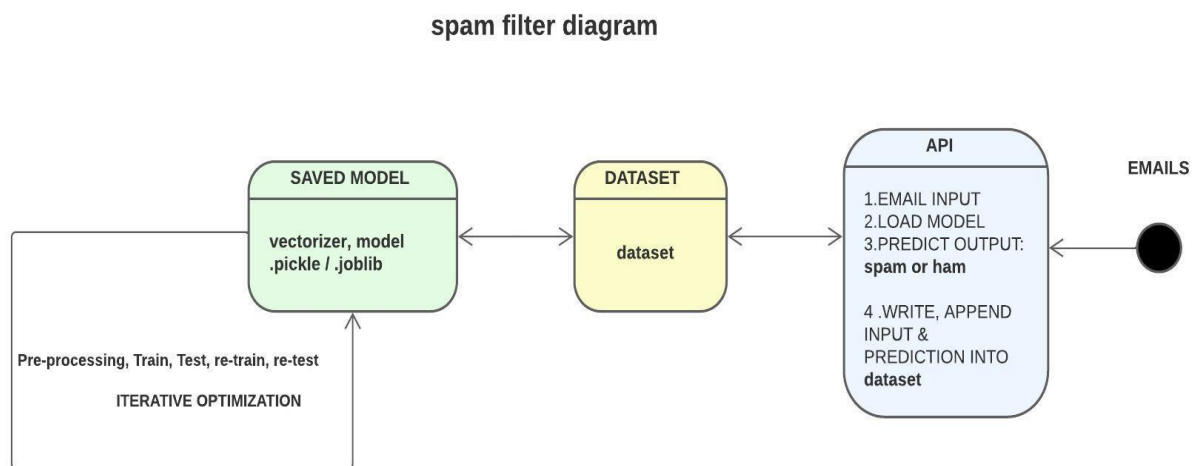 spam filter diagram
SAVED MODEL
vectorizer, model
.pickle / .joblib
DATASET
dataset
API
1.EMAIL INPUT
2.LOAD MODEL
3.PREDICT OUTPUT:
spam or ham
4 .WRITE, APPEND
INPUT &
PREDICTION INTO
dataset
EMAILS
Pre-processing, Train, Test, re-train, re-test
ITERATIVE OPTIMIZATION